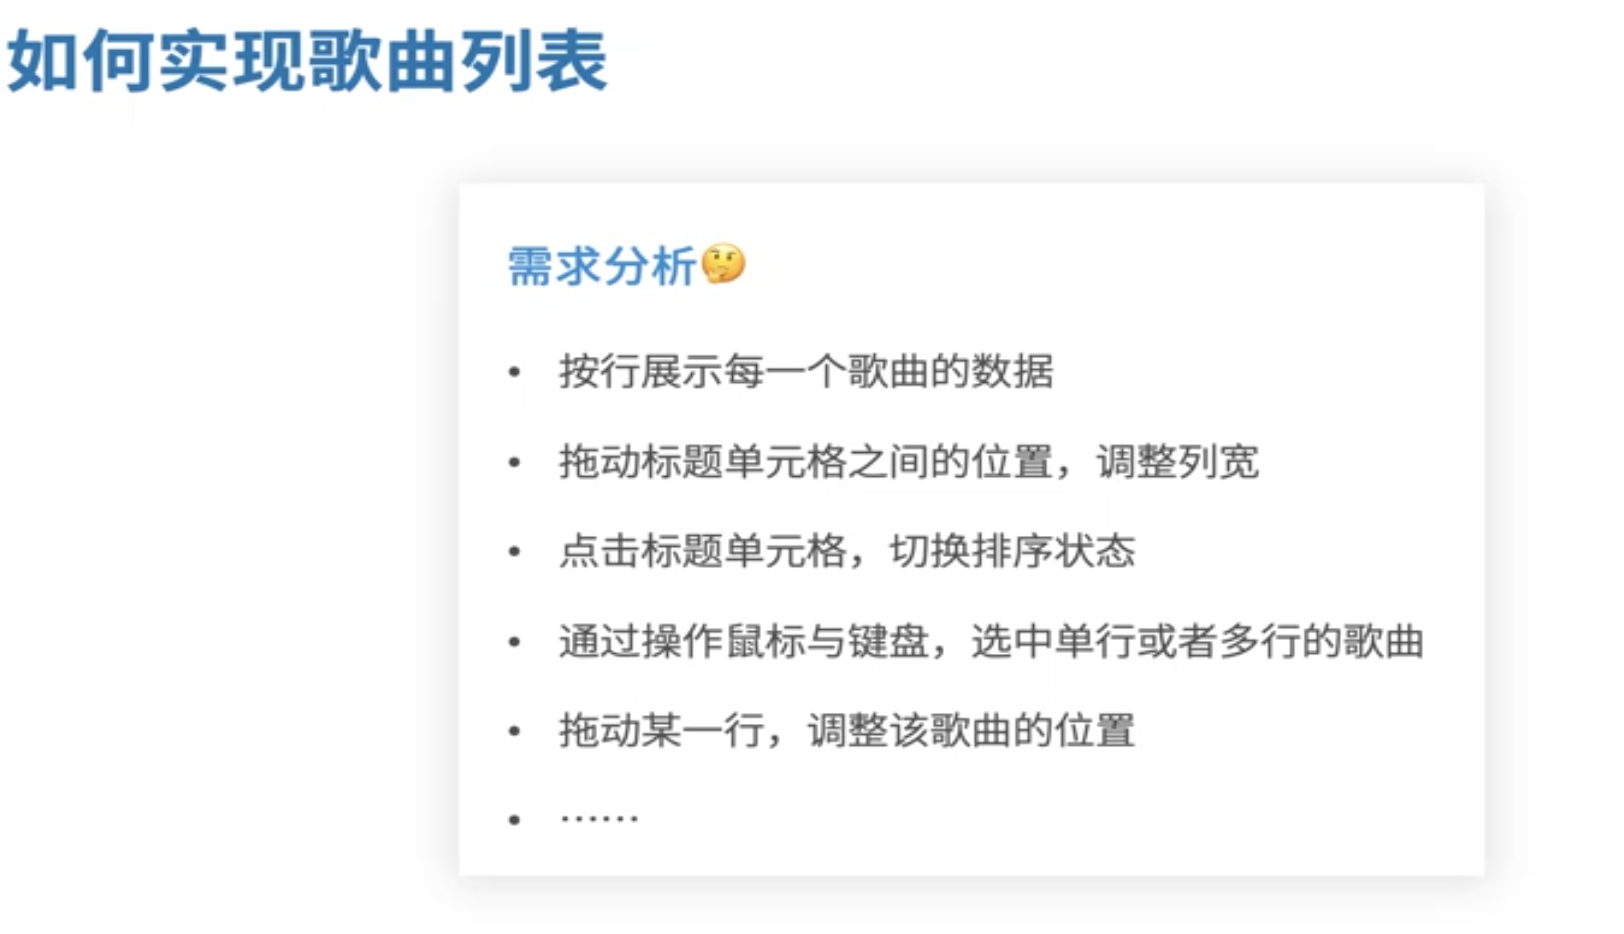 如何实现歌曲列表
需求分析🤔
• 按行展示每一个歌曲的数据
• 拖动标题单元格之间的位置，调整列宽
• 点击标题单元格，切换排序状态
• 通过操作鼠标与键盘，选中单行或者多行的歌曲
• 拖动某一行，调整该歌曲的位置
• ……